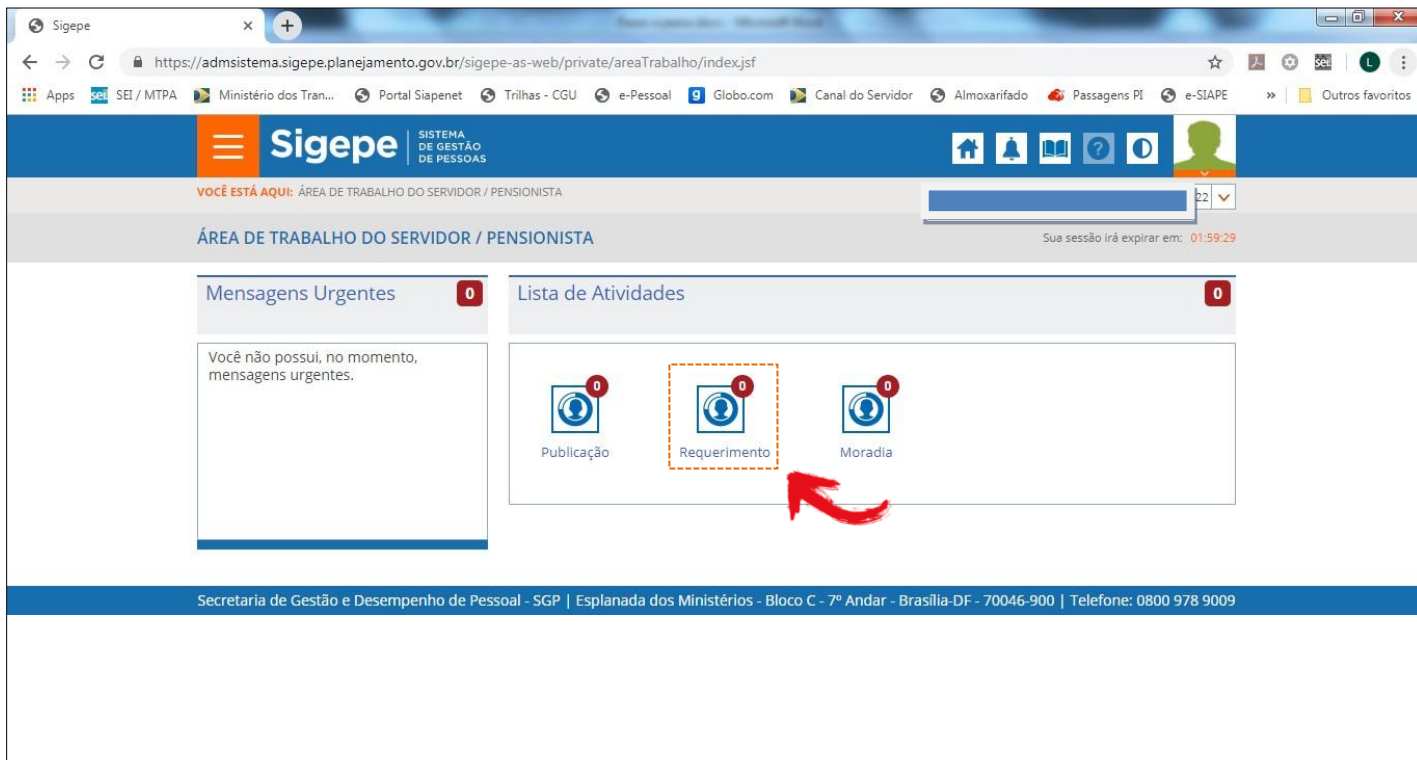 Sigepe
https://admsistema.sigepe.planejamento.gov.br/sigepe-as-web/private/areaTrabalho/index.jsf
sei
L
Apps
sei SEI / MTPA
Ministério dos Tran...
Portal Siapenet
Trilhas - CGU
e-Pessoal
g Globo.com
Canal do Servidor
Almoxarifado
Passagens PI
e-SIAPE
»
Outros favoritos
Sigepe
SISTEMA
DE GESTÃO
DE PESSOAS
VOCÊ ESTÁ AQUI: ÁREA DE TRABALHO DO SERVIDOR / PENSIONISTA
22
ÁREA DE TRABALHO DO SERVIDOR / PENSIONISTA
Sua sessão irá expirar em: 01:59:29
Mensagens Urgentes 0
Lista de Atividades 0
Você não possui, no momento,
mensagens urgentes.
0 0 0
Publicação Requerimento Moradia
Secretaria de Gestão e Desempenho de Pessoal - SGP | Esplanada dos Ministérios - Bloco C - 7º Andar - Brasília-DF - 70046-900 | Telefone: 0800 978 9009